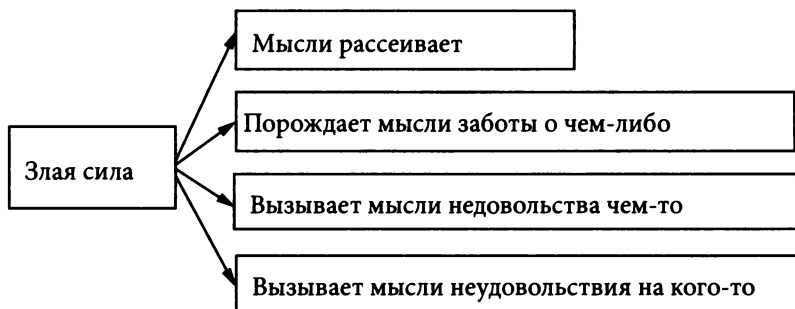 Мысли рассеивает
Порождает мысли заботы о чем-либо
Злая сила
Вызывает мысли недовольства чем-то
Вызывает мысли неудовольствия на кого-то